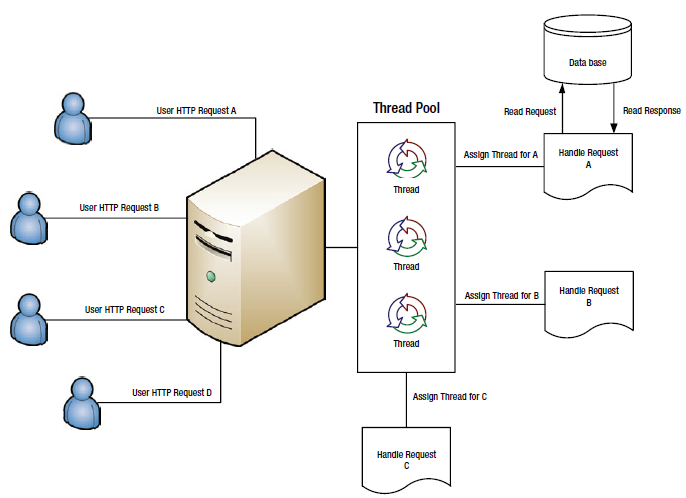 Data base
Thread Pool
User HTTP Request A
Read Request
Read Response
Assign Thread for A
Handle Request
A
Thread
User HTTP Request B
Thread
Assign Thread for B
Handle Request
B
User HTTP Request C
Thread
User HTTP Request D
Assign Thread for C
Handle Request
C